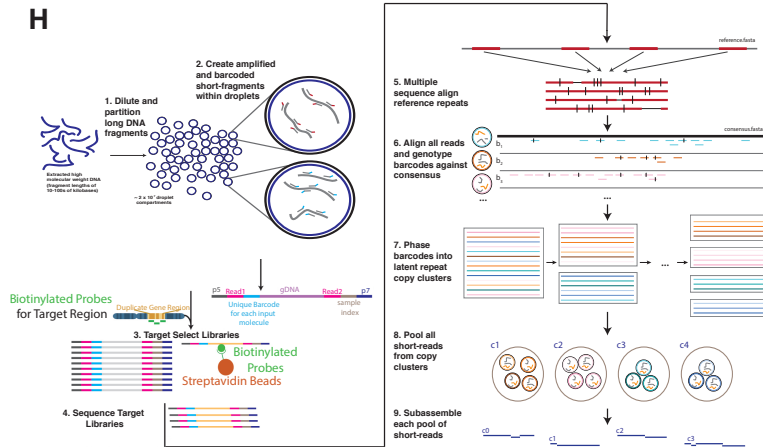 H
1. Dilute and
partition
long DNA
fragments
2. Create amplified
and barcoded
short-fragments
within droplets
Extracted high
molecular weight DNA
(fragment lengths of
10-100s of kilobases)
p5
Read1
gDNA
Read2
p7
Unique Barcode
for each input
molecule
sample
index
Biotinylated Probes
for Target Region
Duplicate Gene Region
3. Target Select Libraries
Biotinylated
Probes
Streptavidin Beads
4. Sequence Target
Libraries
reference.fasta
5. Multiple
sequence align
reference repeats
consensus.fasta
6. Align all reads
and genotype
barcodes against
consensus
...
b1
b2
...
7. Phase
barcodes into
latent repeat
copy clusters
...
8. Pool all
short-reads
from copy
clusters
c1
c2
c3
c4
9. Subassemble
each pool of
short-reads
c0
c1
c2
c3